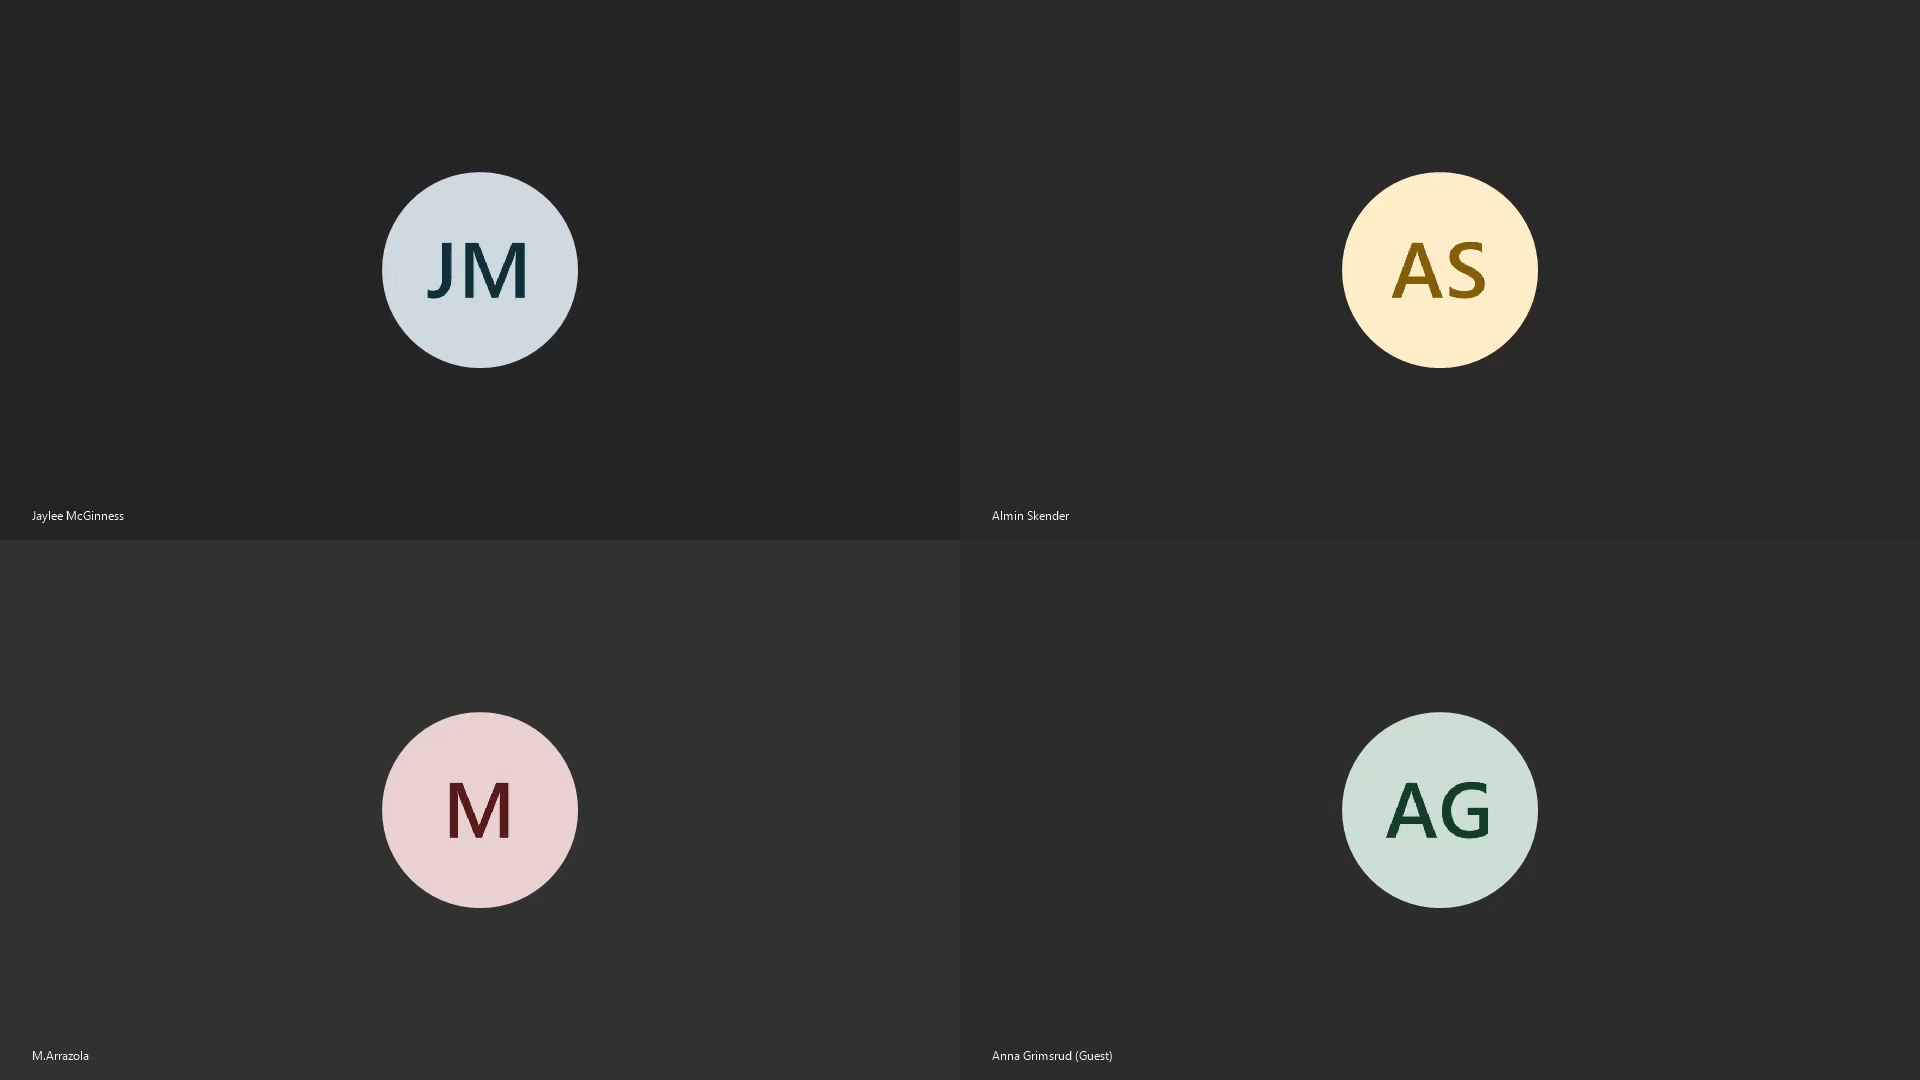 JM
Jaylee McGinness
AS
Almin Skender
M
M.Arrazola
AG
Anna Grimsrud (Guest)